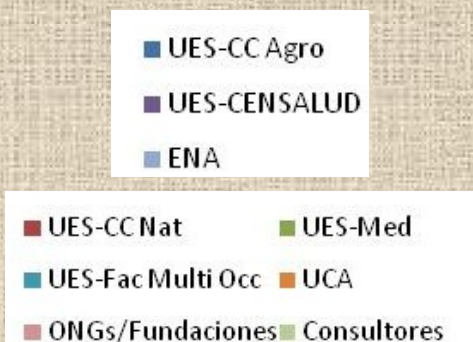 UES-CC Agro
UES-CENSALUD
ENA
UES-CC Nat UES-Med
UES-Fac Multi Occ UCA
ONGs/Fundaciones Consultores